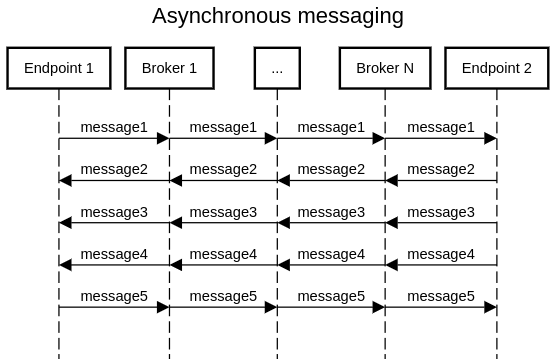 Asynchronous messaging
Endpoint 1 Broker 1 ... Broker N Endpoint 2
message1 message1 message1 message1
message2 message2 message2 message2
message3 message3 message3 message3
message4 message4 message4 message4
message5 message5 message5 message5